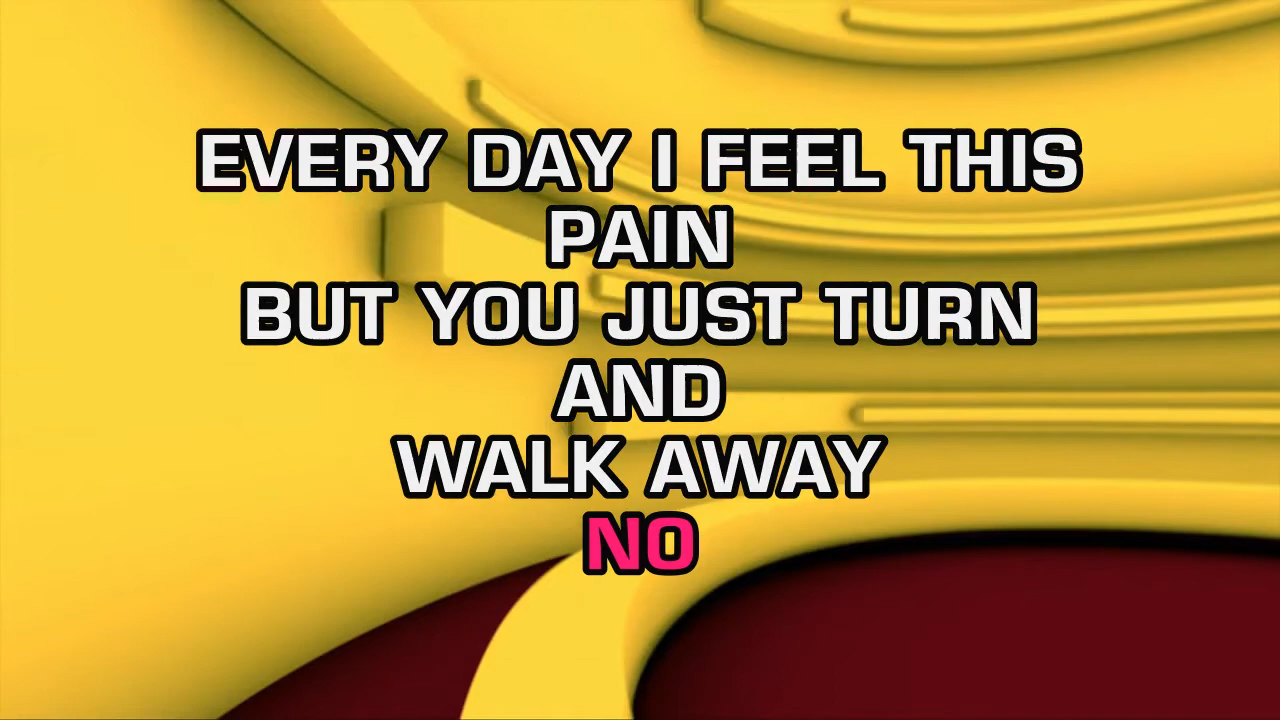 EVERY DAY I FEEL THIS
PAIN
BUT YOU JUST TURN
AND
WALK AWAY
NO